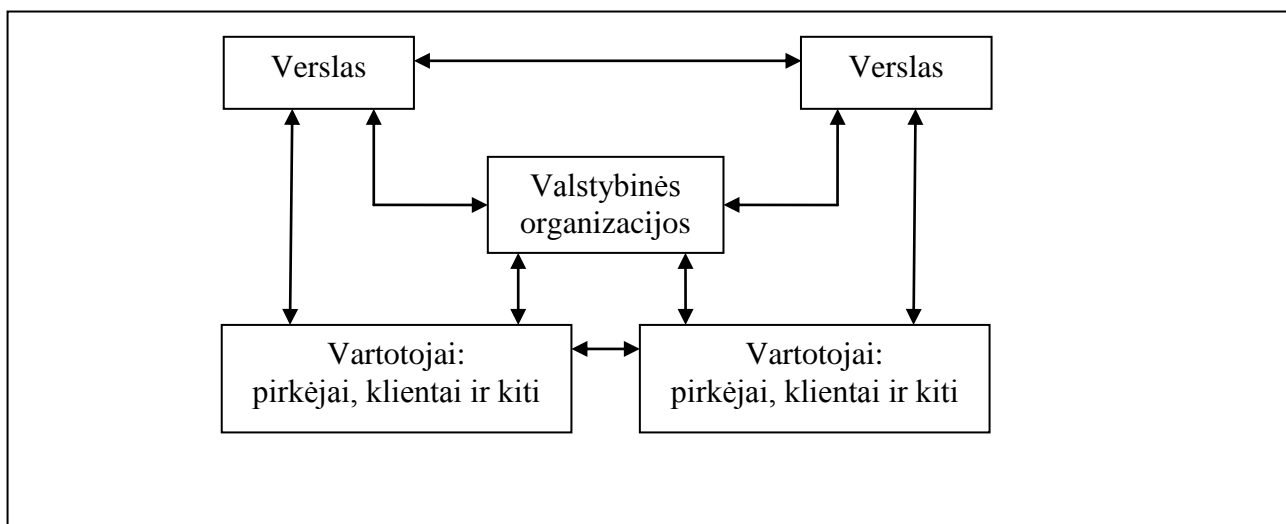 Verslas
Verslas
Valstybinės
organizacijos
Vartotojai:
pirkėjai, klientai ir kiti
Vartotojai:
pirkėjai, klientai ir kiti